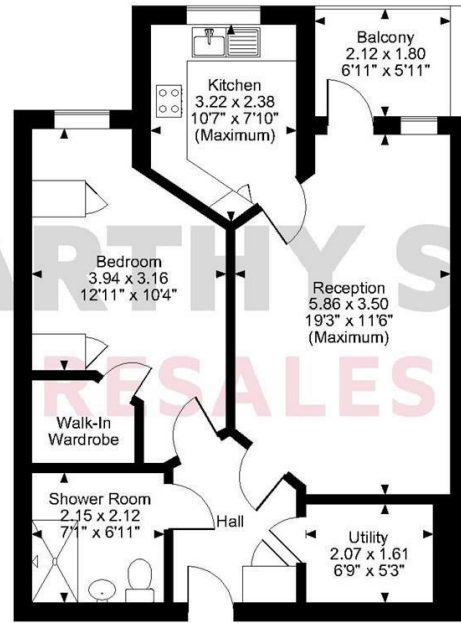 Balcony
2.12 x 1.80
6'11" x 5'11"
Kitchen
3.22 x 2.38
10'7" x 7'10"
(Maximum)
Bedroom
3.94 x 3.16
12'11" x 10'4"
Reception
5.86 x 3.50
19'3" x 11'6"
(Maximum)
ARTHY S
RESALES
Walk-In
Wardrobe
Shower Room
2.15 x 2.12
7'1" x 6'11"
Hall
Utility
2.07 x 1.61
6'9" x 5'3"